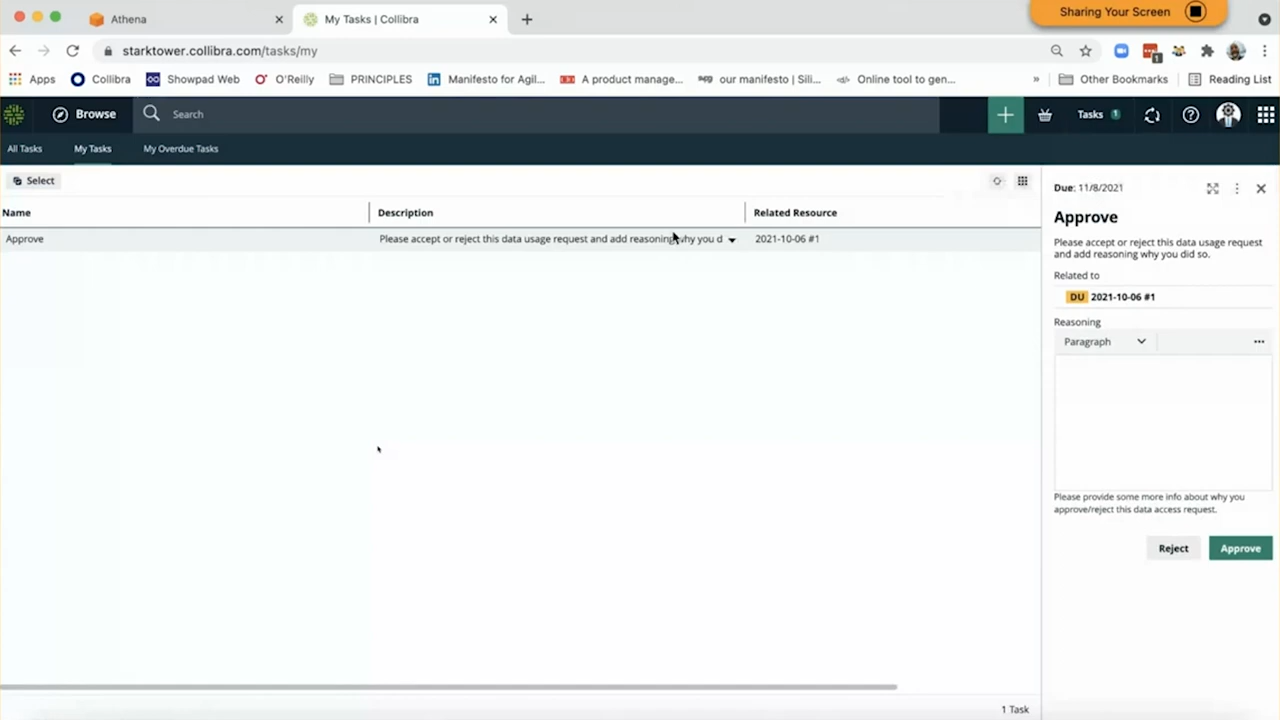 Athena
My Tasks | Collibra
Sharing Your Screen
starktower.collibra.com/tasks/my
1
Apps
Collibra
Showpad Web
O'Reilly
PRINCIPLES
Manifesto for Agil...
A product manage...
our manifesto | Sili...
Online tool to gen...
»
Other Bookmarks
Reading List
Browse
Search
Tasks 1
All Tasks
My Tasks
My Overdue Tasks
Select
Name
Description
Related Resource
Approve
Please accept or reject this data usage request and add reasoning why you d
2021-10-06 #1
1 Task
Due: 11/8/2021
Approve
Please accept or reject this data usage request
and add reasoning why you did so.
Related to
DU 2021-10-06 #1
Reasoning
Paragraph
Please provide some more info about why you
approve/reject this data access request.
Reject
Approve